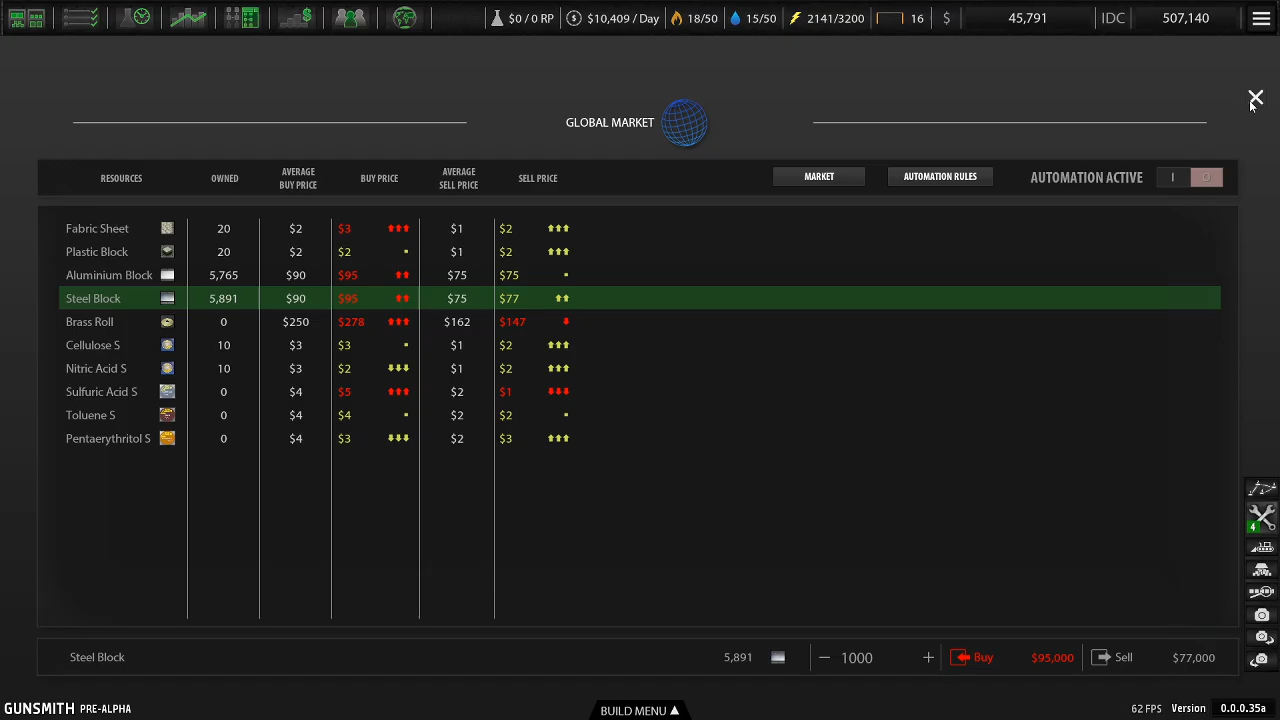 $0 / 0 RP $10,409 / Day 18/50 15/50 2141/3200 16 $ 45,791 IDC 507,140
GLOBAL MARKET
RESOURCES OWNED AVERAGE BUY PRICE BUY PRICE AVERAGE SELL PRICE SELL PRICE MARKET AUTOMATION RULES AUTOMATION ACTIVE I O
Fabric Sheet 20 $2 $3 $1 $2
Plastic Block 20 $2 $2 $1 $2
Aluminium Block 5,765 $90 $95 $75 $75
Steel Block 5,891 $90 $95 $75 $77
Brass Roll 0 $250 $278 $162 $147
Cellulose S 10 $3 $3 $1 $2
Nitric Acid S 10 $3 $2 $1 $2
Sulfuric Acid S 0 $4 $5 $2 $1
Toluene S 0 $4 $4 $2 $2
Pentaerythritol S 0 $4 $3 $2 $3
4
Steel Block 5,891 − 1000 + Buy $95,000 Sell $77,000
GUNSMITH PRE-ALPHA BUILD MENU ▲ 62 FPS Version 0.0.0.35a